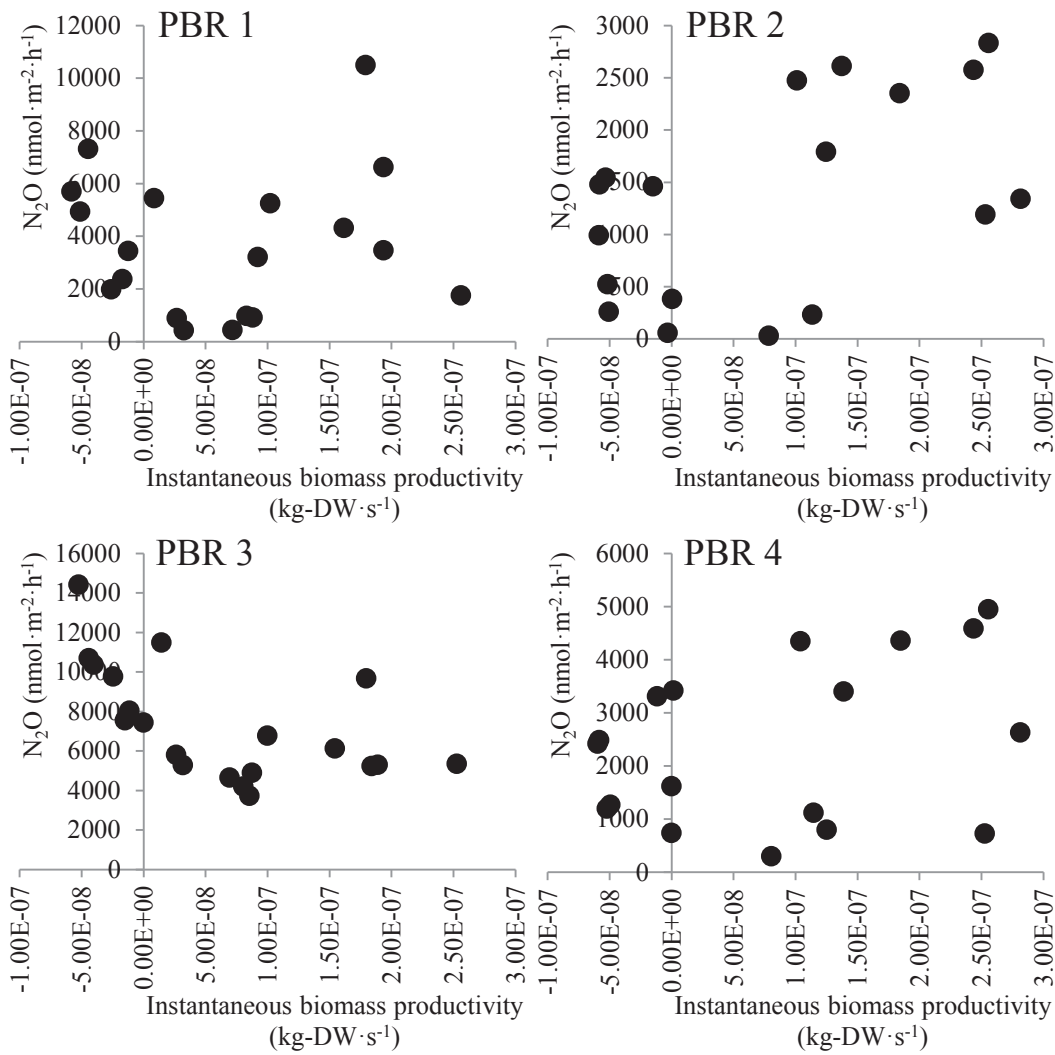 PBR 1
N₂O (nmol·m⁻²·h⁻¹)
12000
10000
8000
6000
4000
2000
0
-1.00E-07
-5.00E-08
0.00E+00
5.00E-08
1.00E-07
1.50E-07
2.00E-07
2.50E-07
3.00E-07
Instantaneous biomass productivity
(kg-DW·s⁻¹)
PBR 2
N₂O (nmol·m⁻²·h⁻¹)
3000
2500
2000
1500
1000
500
0
-1.00E-07
-5.00E-08
0.00E+00
5.00E-08
1.00E-07
1.50E-07
2.00E-07
2.50E-07
3.00E-07
Instantaneous biomass productivity
(kg-DW·s⁻¹)
PBR 3
N₂O (nmol·m⁻²·h⁻¹)
16000
14000
12000
10000
8000
6000
4000
2000
0
-1.00E-07
-5.00E-08
0.00E+00
5.00E-08
1.00E-07
1.50E-07
2.00E-07
2.50E-07
3.00E-07
Instantaneous biomass productivity
(kg-DW·s⁻¹)
PBR 4
N₂O (nmol·m⁻²·h⁻¹)
6000
5000
4000
3000
2000
1000
0
-1.00E-07
-5.00E-08
0.00E+00
5.00E-08
1.00E-07
1.50E-07
2.00E-07
2.50E-07
3.00E-07
Instantaneous biomass productivity
(kg-DW·s⁻¹)